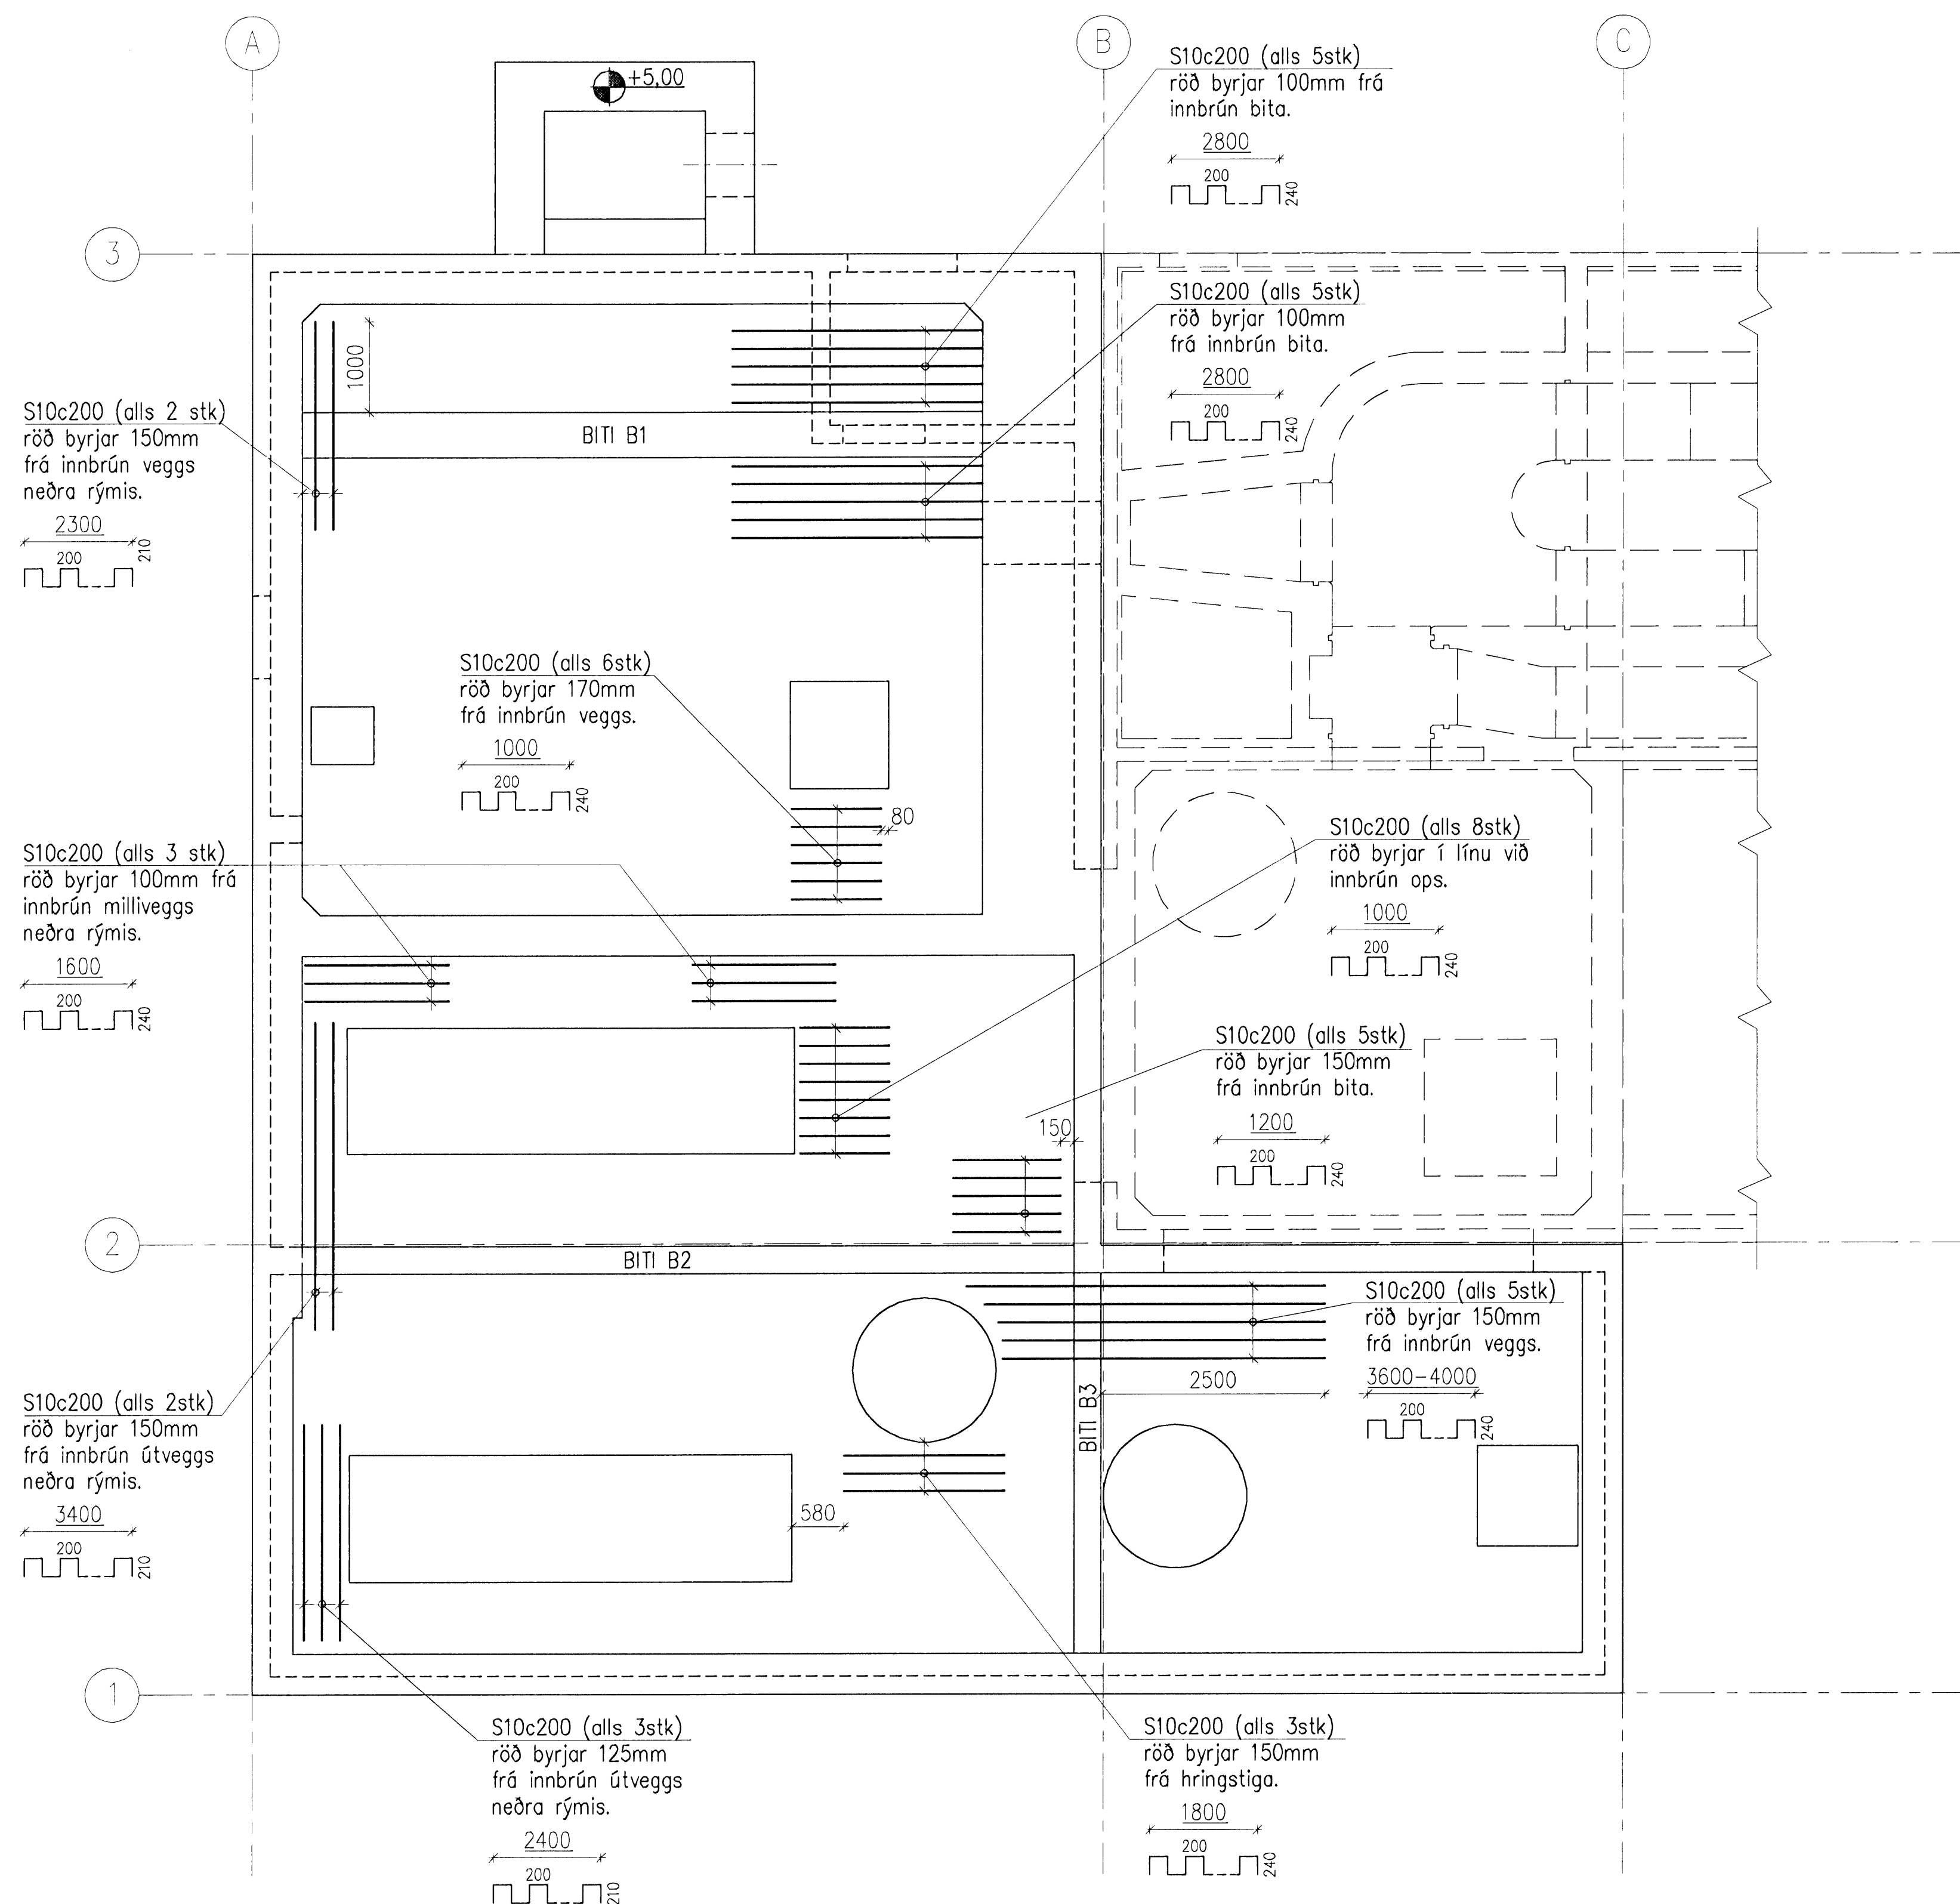 A
B
C
+5,00
S10c200 (alls 5stk)
röð byrjar 100mm frá
innbrún bita.
2800
200
240
3
S10c200 (alls 5stk)
röð byrjar 100mm
frá innbrún bita.
2800
200
240
1000
BITI B1
S10c200 (alls 2 stk)
röð byrjar 150mm
frá innbrún veggs
neðra rýmis.
2300
200
210
S10c200 (alls 6stk)
röð byrjar 170mm
frá innbrún veggs.
1000
200
240
80
S10c200 (alls 3 stk)
röð byrjar 100mm frá
innbrún milliveggs
neðra rýmis.
1600
200
240
S10c200 (alls 8stk)
röð byrjar í línu við
innbrún ops.
1000
200
240
S10c200 (alls 5stk)
röð byrjar 150mm
frá innbrún bita.
1200
200
240
150
2
BITI B2
S10c200 (alls 5stk)
röð byrjar 150mm
frá innbrún veggs.
3600-4000
200
240
2500
BITI B3
S10c200 (alls 2stk)
röð byrjar 150mm
frá innbrún útveggs
neðra rýmis.
3400
200
210
580
1
S10c200 (alls 3stk)
röð byrjar 125mm
frá innbrún útveggs
neðra rýmis.
2400
200
210
S10c200 (alls 3stk)
röð byrjar 150mm
frá hringstiga.
1800
200
240